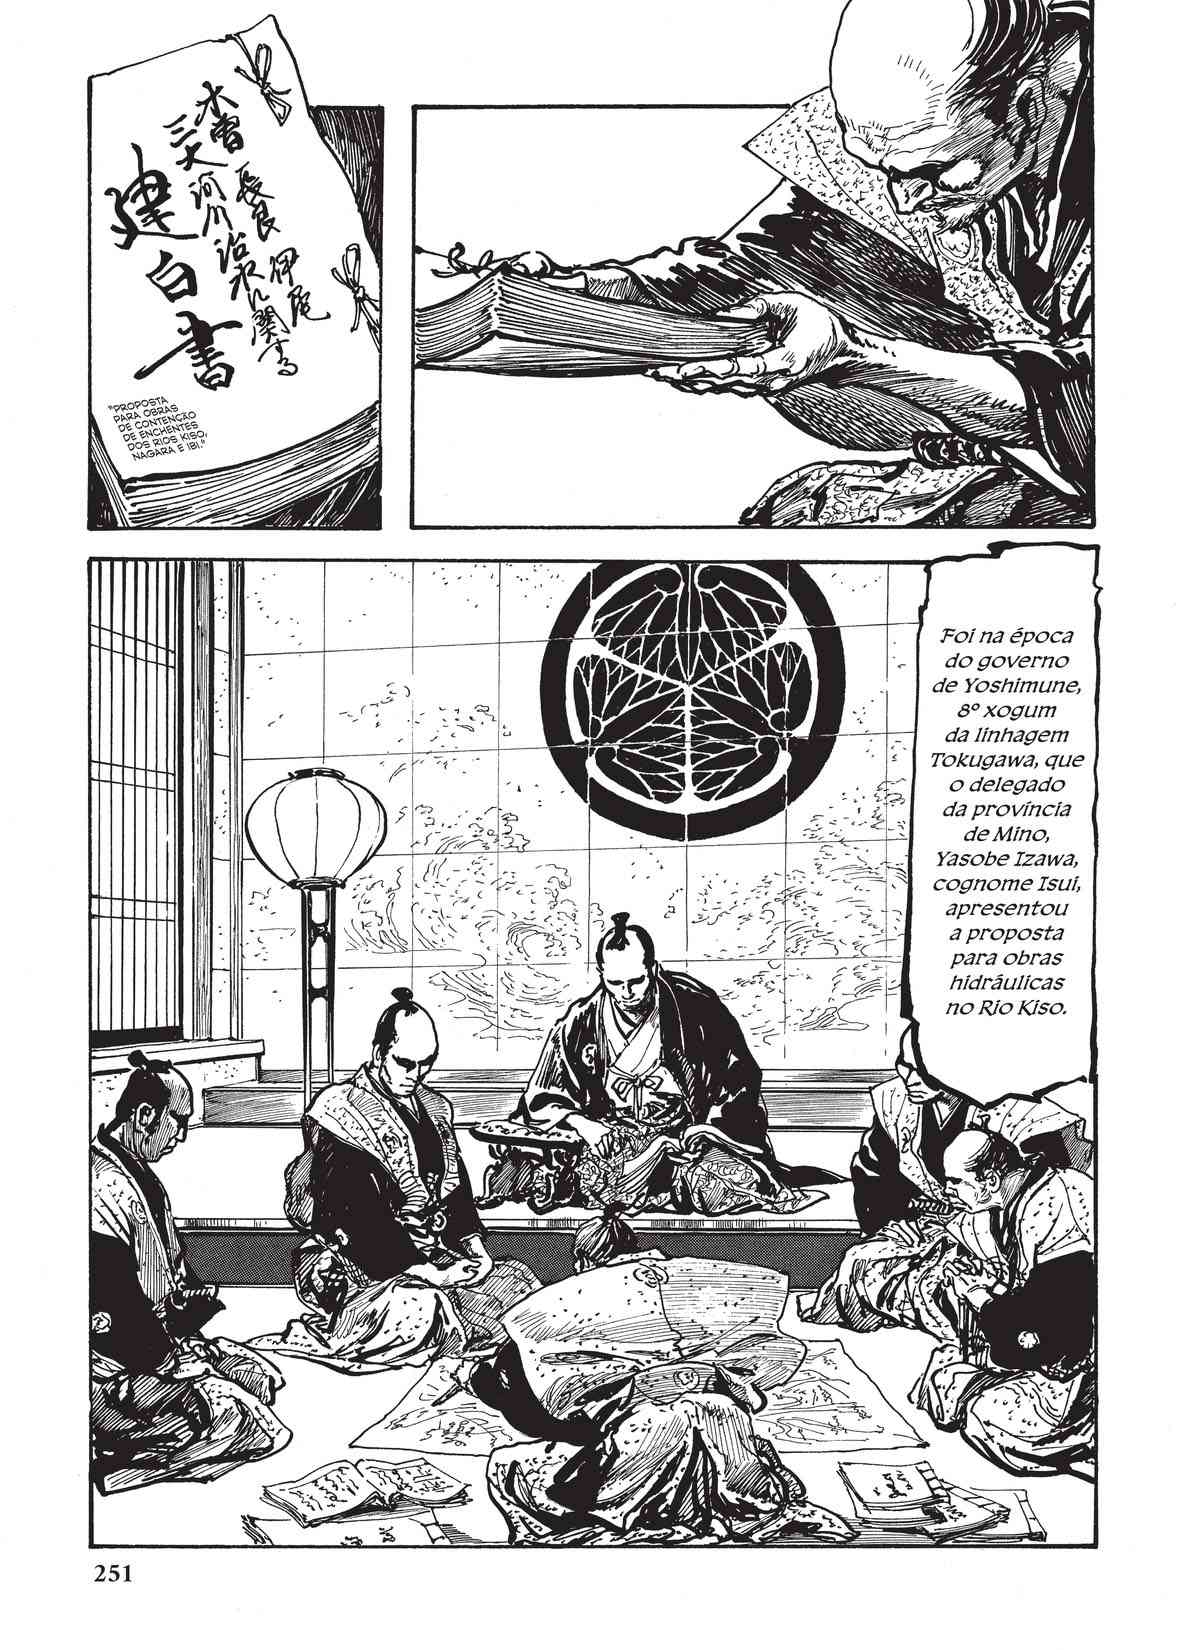 木曽 長良 伊尾
三大河川治水ニ関する
建白書
"PROPOSTA
PARA OBRAS
DE CONTENÇÃO
DE ENCHENTES
DOS RIOS KISO,
NAGARA E IBI."
Foi na época
do governo
de Yoshimune,
8º xogum
da linhagem
Tokugawa, que
o delegado
da província
de Mino,
Yasobe Izawa,
cognome Isui,
apresentou
a proposta
para obras
hidráulicas
no Rio Kiso.
251